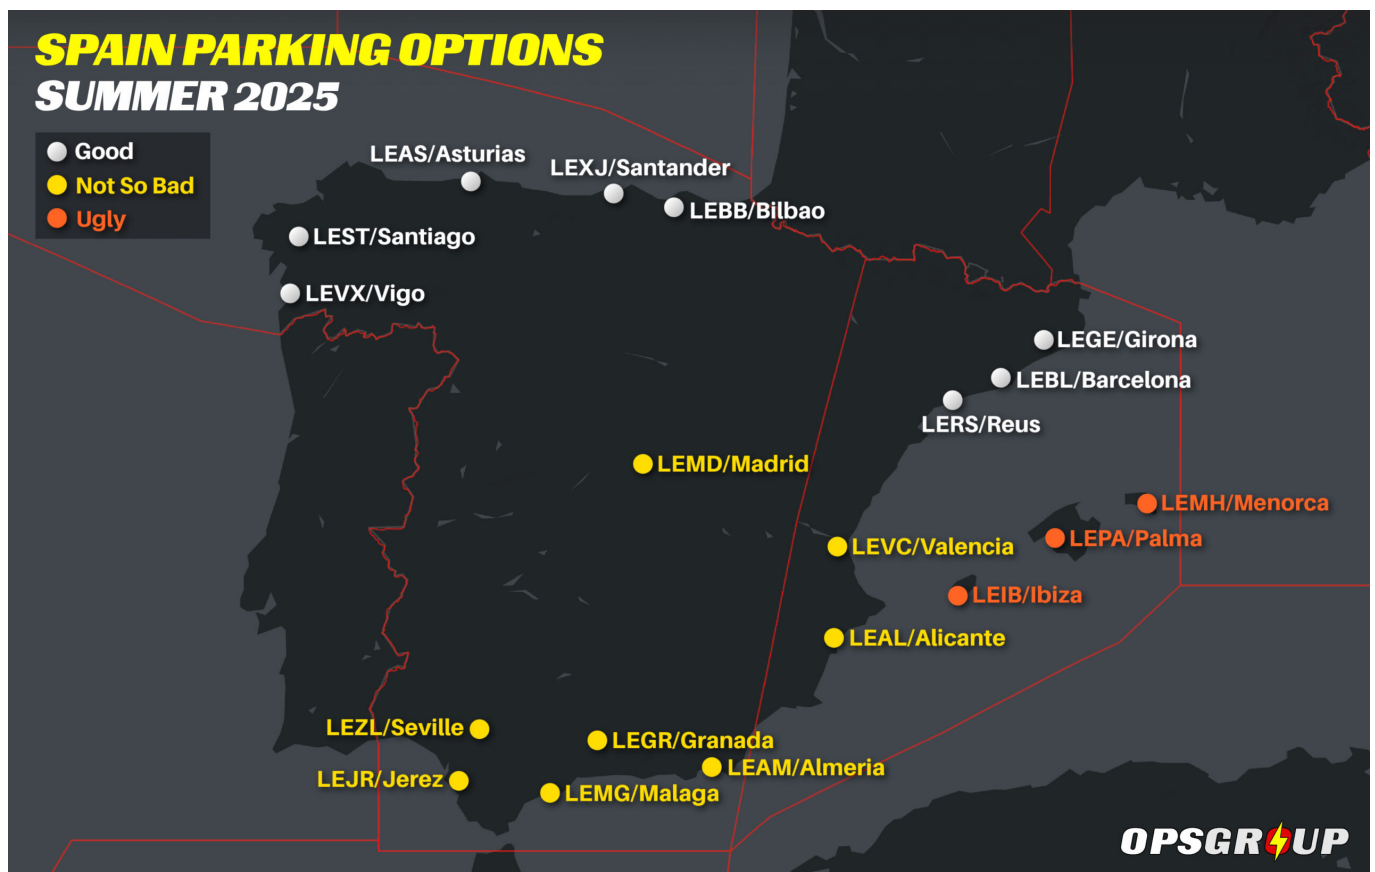 SPAIN PARKING OPTIONS
SUMMER 2025
Good
Not So Bad
Ugly
LEAS/Asturias
LEXJ/Santander
LEBB/Bilbao
LEST/Santiago
LEVX/Vigo
LEGE/Girona
LEBL/Barcelona
LERS/Reus
LEMD/Madrid
LEMH/Menorca
LEPA/Palma
LEVC/Valencia
LEIB/Ibiza
LEAL/Alicante
LEZL/Seville
LEGR/Granada
LEAM/Almeria
LEJR/Jerez
LEMG/Malaga
OPSGROUP